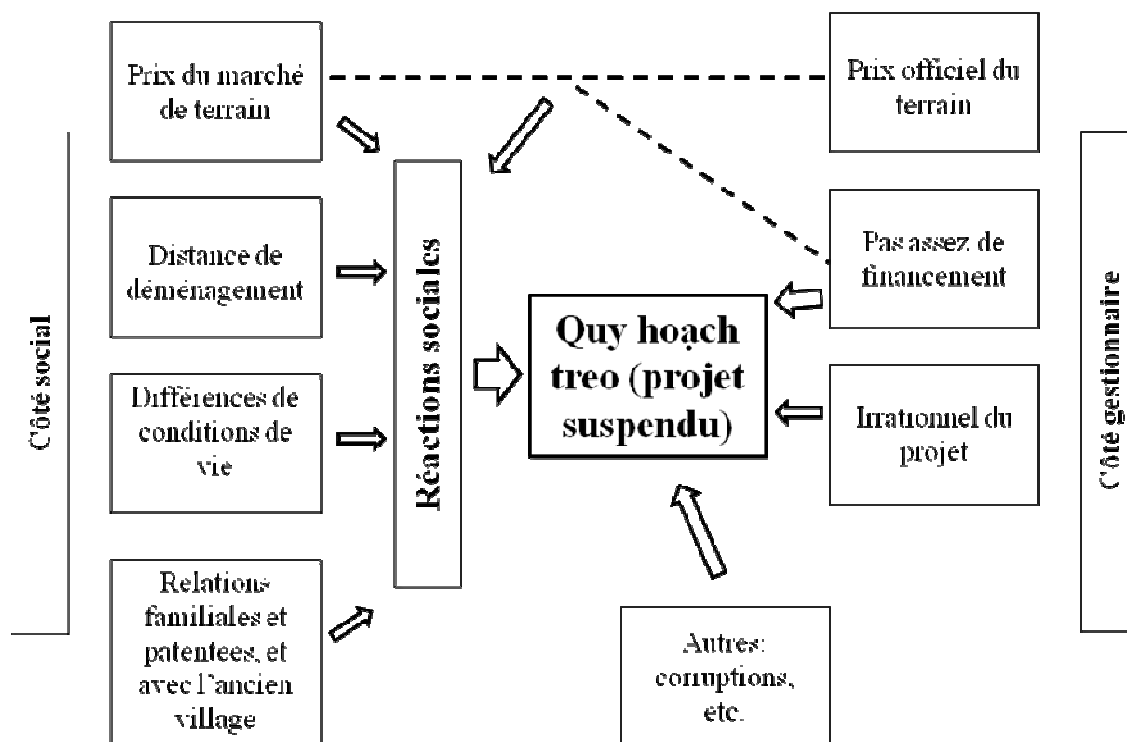 Prix du marché
de terrain
Prix officiel du
terrain
Côté social
Distance de
déménagement
Différences de
conditions de
vie
Relations
familiales et
patentees, et
avec l'ancien
village
Réactions sociales
Quy hoạch
treo (projet
suspendu)
Pas assez de
financement
Irrationnel du
projet
Autres:
corruptions,
etc.
Côté gestionnaire